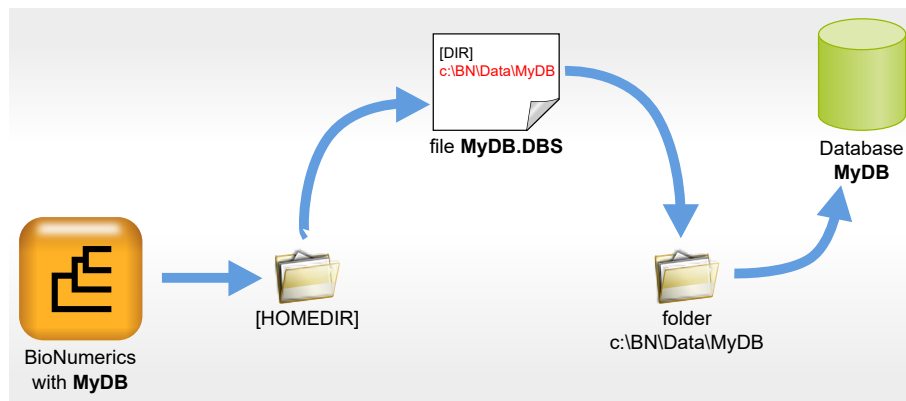 [DIR]
c:\BN\Data\MyDB
file MyDB.DBS
Database
MyDB
[HOMEDIR]
folder
c:\BN\Data\MyDB
BioNumerics
with MyDB